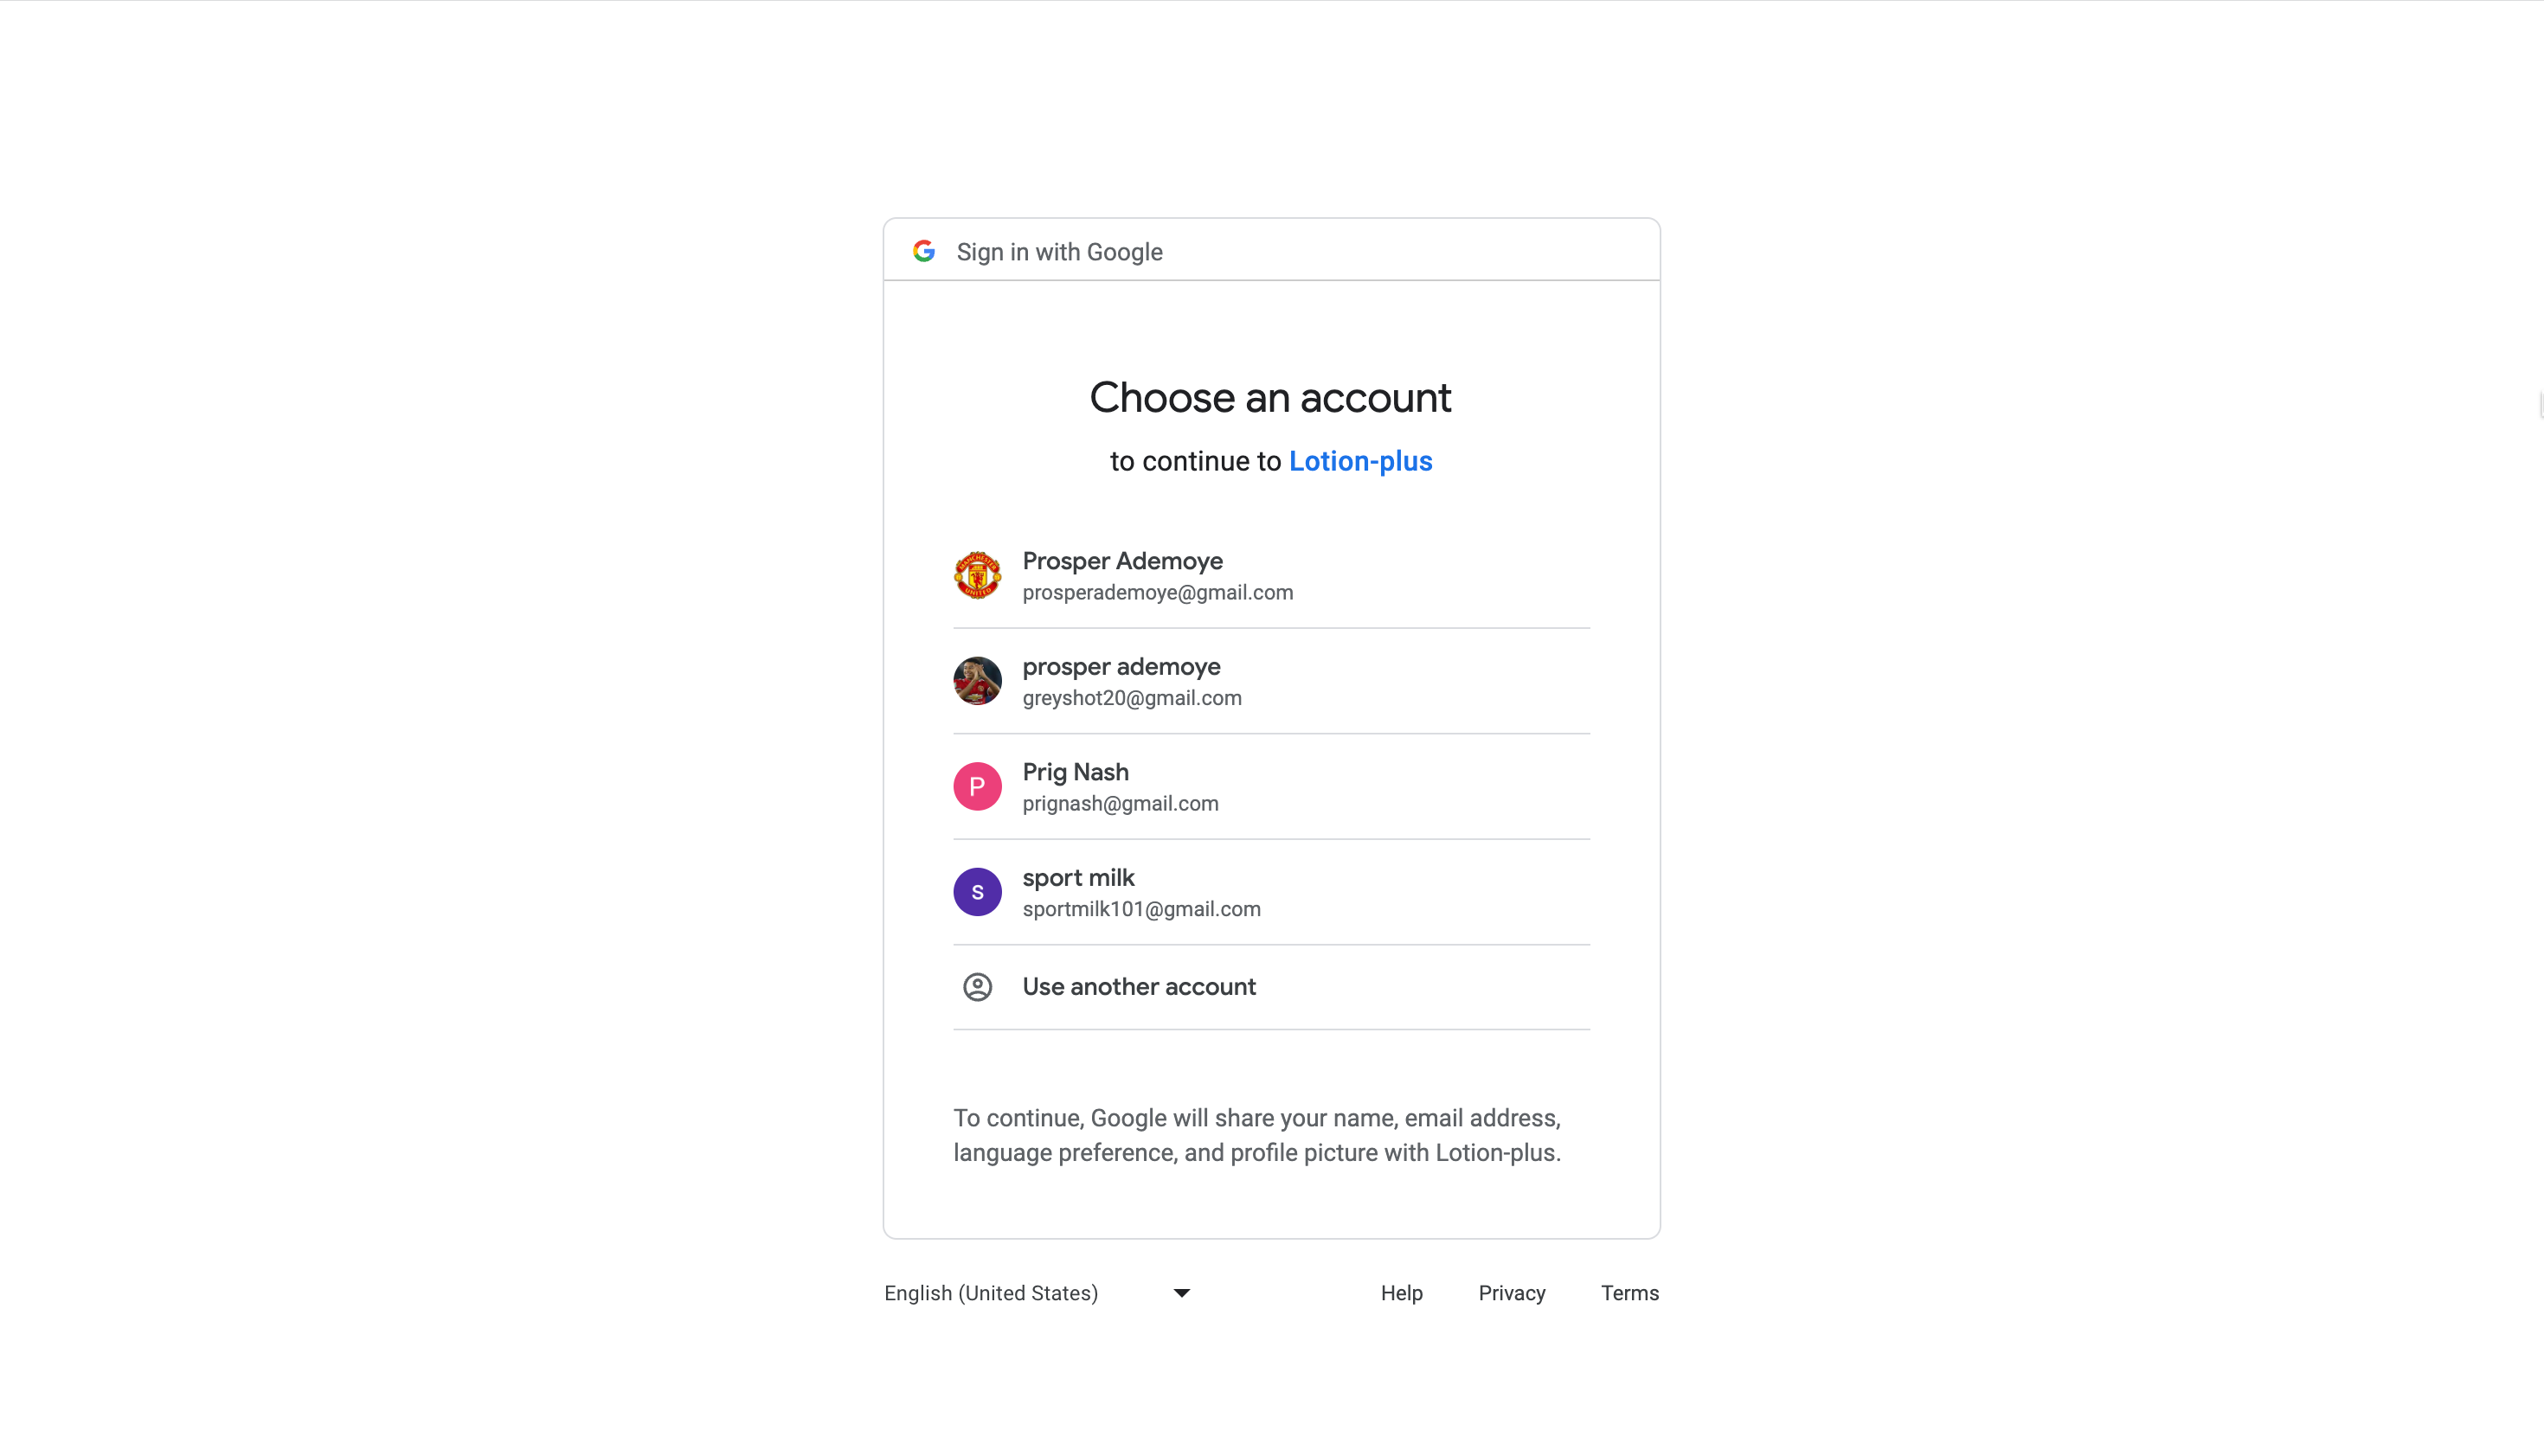 Sign in with Google
Choose an account
to continue to Lotion-plus
Prosper Ademoye
prosperademoye@gmail.com
prosper ademoye
greyshot20@gmail.com
P
Prig Nash
prignash@gmail.com
s
sport milk
sportmilk101@gmail.com
Use another account
To continue, Google will share your name, email address,
language preference, and profile picture with Lotion-plus.
English (United States)
Help
Privacy
Terms